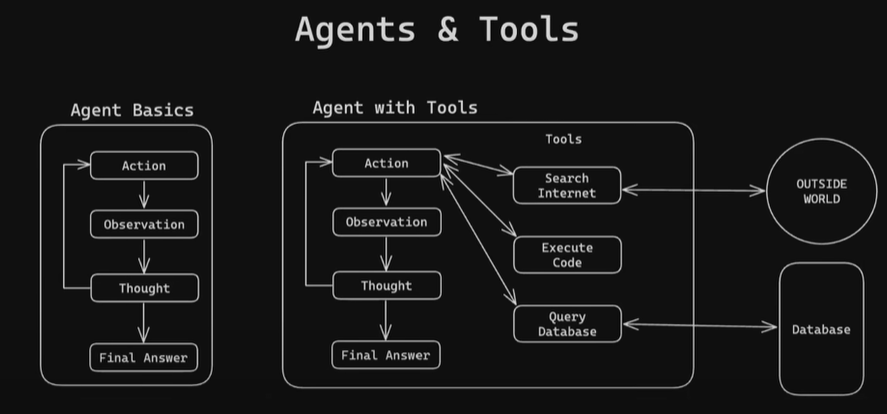 Agents & Tools
Agent Basics
Action
Observation
Thought
Final Answer
Agent with Tools
Action
Observation
Thought
Final Answer
Tools
Search
Internet
Execute
Code
Query
Database
OUTSIDE
WORLD
Database